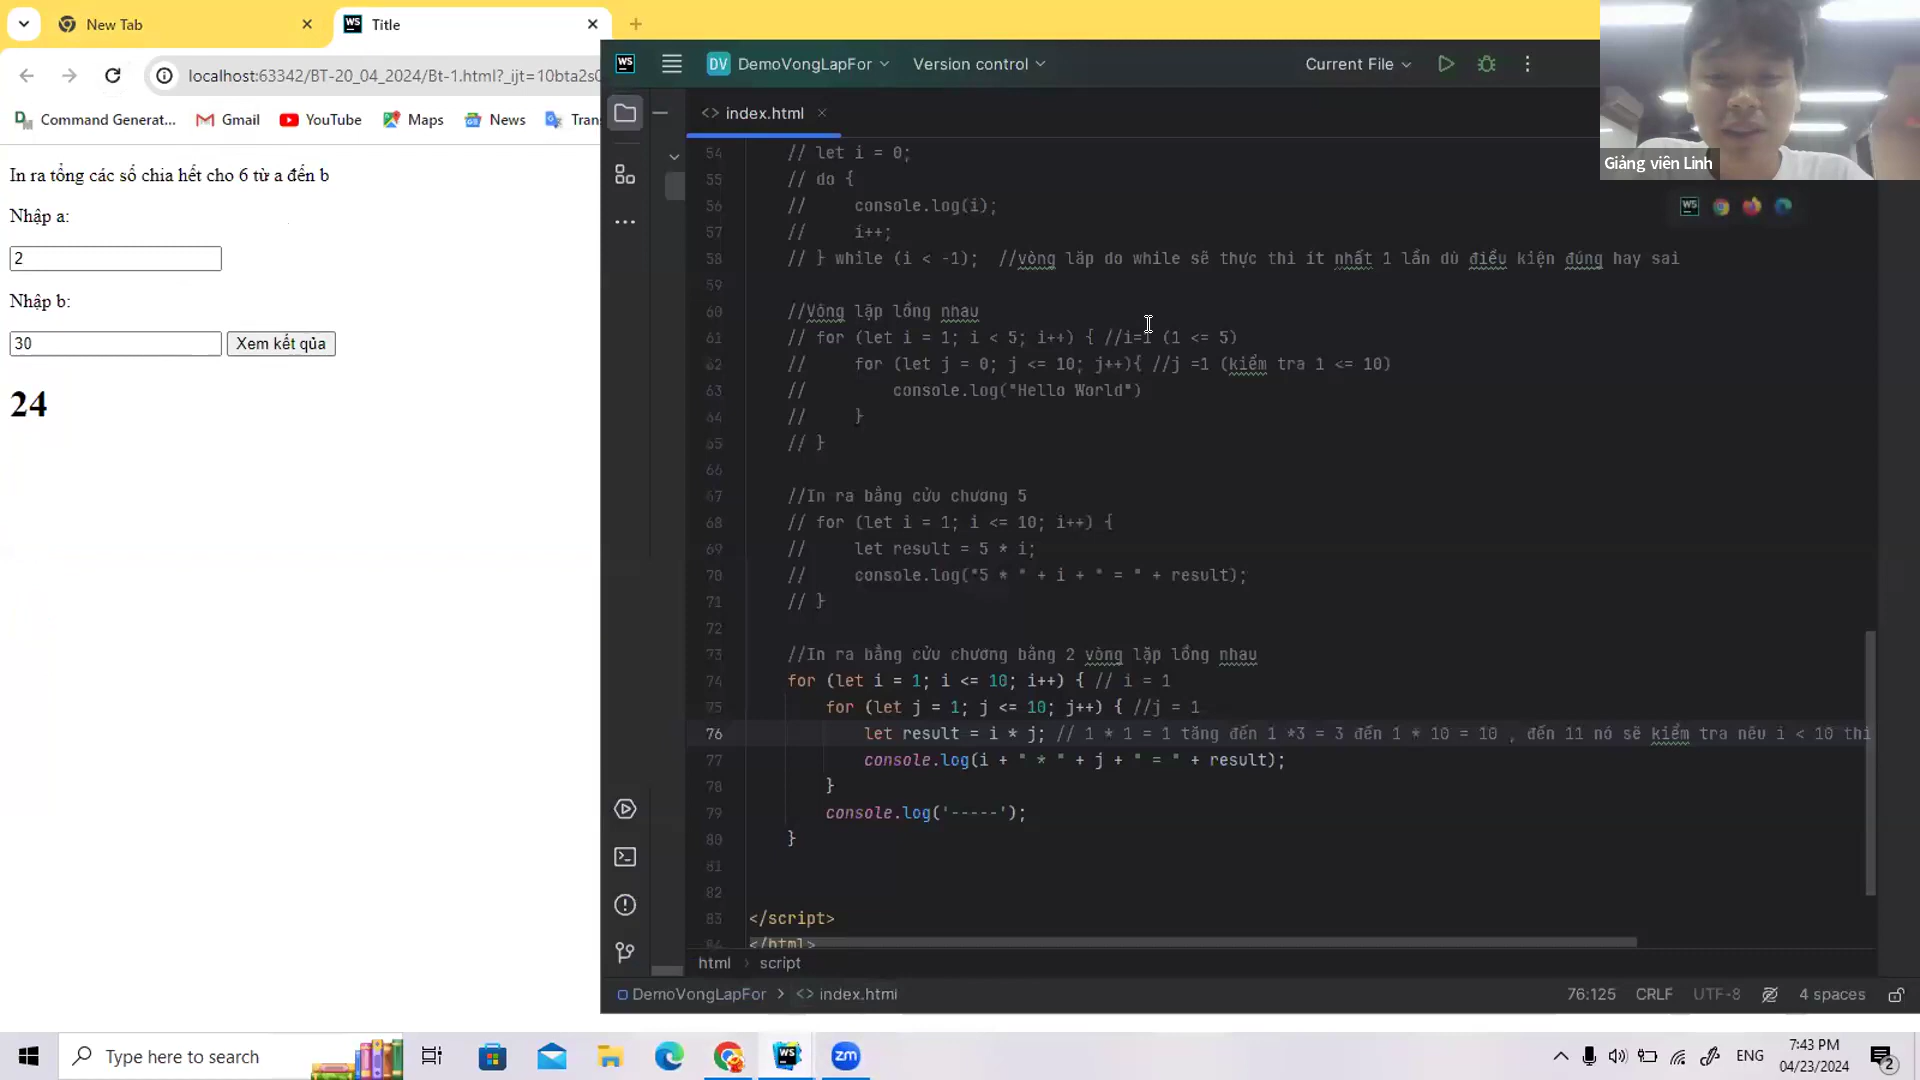 New Tab
Title
localhost:63342/BT-20_04_2024/Bt-1.html?_ijt=10bta2s0
Command Generat...
Gmail
YouTube
Maps
News
Tran
In ra tổng các số chia hết cho 6 từ a đến b
Nhập a:
2
Nhập b:
30
Xem kết qủa
24
WS
DV
DemoVongLapFor
Version control
Current File
Giảng viên Linh
<> index.html
54 // let i = 0;
55 // do {
56 // console.log(i);
57 // i++;
58 // } while (i < -1); //vòng lăp do while sẽ thực thi ít nhất 1 lần dù điều kiện đúng hay sai
59
60 //Vông lặp lồng nhau
61 // for (let i = 1; i < 5; i++) { //i=1 (1 <= 5)
62 // for (let j = 0; j <= 10; j++){ //j =1 (kiểm tra 1 <= 10)
63 // console.log("Hello World")
64 // }
65 // }
66
67 //In ra bằng cửu chương 5
68 // for (let i = 1; i <= 10; i++) {
69 // let result = 5 * i;
70 // console.log("5 * " + i + " = " + result);
71 // }
72
73 //In ra bằng cửu chương bằng 2 vòng lặp lồng nhau
74 for (let i = 1; i <= 10; i++) { // i = 1
75 for (let j = 1; j <= 10; j++) { //j = 1
76 let result = i * j; // 1 * 1 = 1 tăng đến 1 *3 = 3 đến 1 * 10 = 10 , đến 11 nó sẽ kiểm tra nêu i < 10 thi
77 console.log(i + " * " + j + " = " + result);
78 }
79 console.log('-----');
80 }
81
82
83 </script>
84 </html>
html > script
DemoVongLapFor > <> index.html
76:125 CRLF UTF-8 4 spaces
Type here to search
WS
zm
ENG
7:43 PM
04/23/2024
2